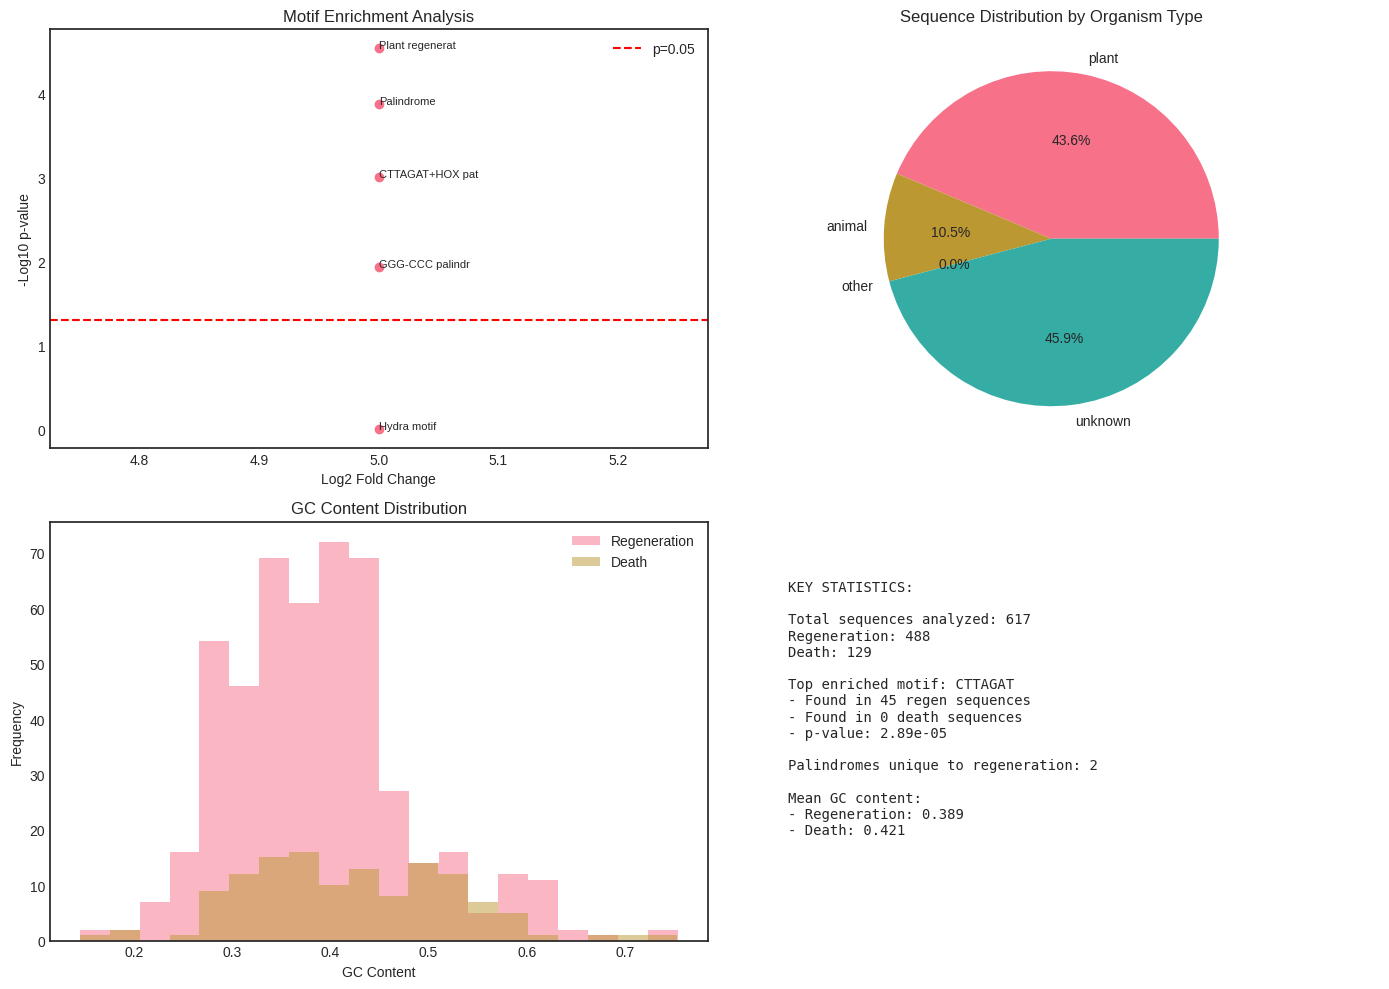 Motif Enrichment Analysis
Plant regenerat
p=0.05
Palindrome
CTTAGAT+HOX pat
GGG-CCC palindr
Hydra motif
4
3
2
1
0
-Log10 p-value
4.8 4.9 5.0 5.1 5.2
Log2 Fold Change
Sequence Distribution by Organism Type
plant
43.6%
animal
10.5%
0.0%
other
45.9%
unknown
GC Content Distribution
Regeneration
Death
70
60
50
40
30
20
10
0
Frequency
0.2 0.3 0.4 0.5 0.6 0.7
GC Content
KEY STATISTICS:
Total sequences analyzed: 617
Regeneration: 488
Death: 129
Top enriched motif: CTTAGAT
- Found in 45 regen sequences
- Found in 0 death sequences
- p-value: 2.89e-05
Palindromes unique to regeneration: 2
Mean GC content:
- Regeneration: 0.389
- Death: 0.421